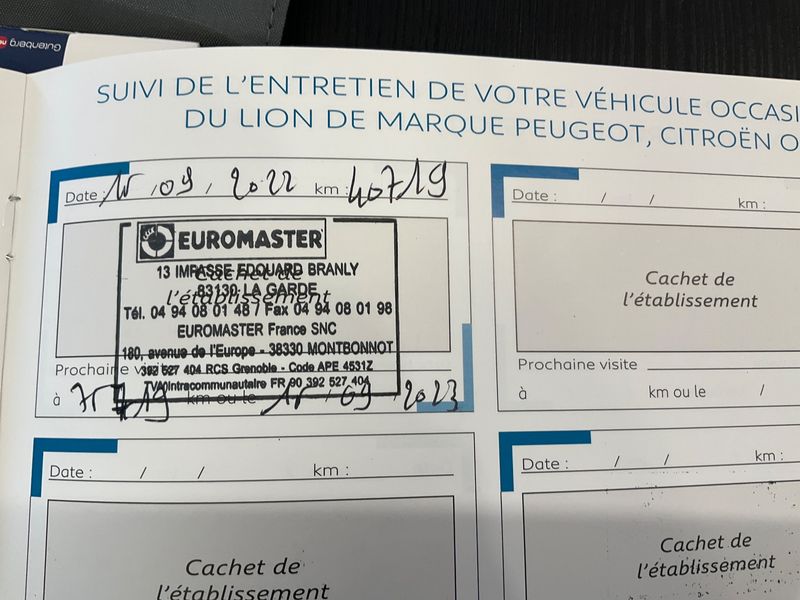 Gutenberg
SUIVI DE L'ENTRETIEN DE VOTRE VÉHICULE OCCASI
DU LION DE MARQUE PEUGEOT, CITROËN O
Date : 15 / 09 / 2022 km : 40719
EUROMASTER
Cachet de
l'établissement
13 IMPASSE EDOUARD BRANLY
83130 LA GARDE
Tél. 04 94 08 01 48 / Fax 04 94 08 01 98
EUROMASTER France SNC
180, avenue de l'Europe - 38330 MONTBONNOT
392 527 404 RCS Grenoble - Code APE 4531Z
TVA Intracommunautaire FR 90 392 527 404
Prochaine visite
à km ou le 15 / 09 / 2023
Date : / / km :
Cachet de
l'établissement
Prochaine visite
à km ou le /
Date : / / km :
Cachet de
l'établissement
Date : / / km :
Cachet de
l'établissement